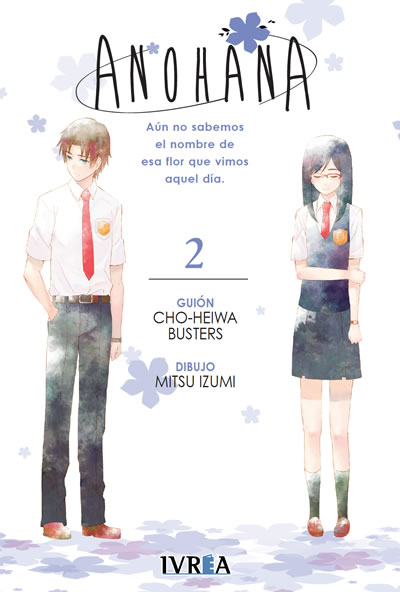 ANOHANA
Aún no sabemos
el nombre de
esa flor que vimos
aquel día.
2
GUIÓN
CHO-HEIWA
BUSTERS
DIBUJO
MITSU IZUMI
IVREA